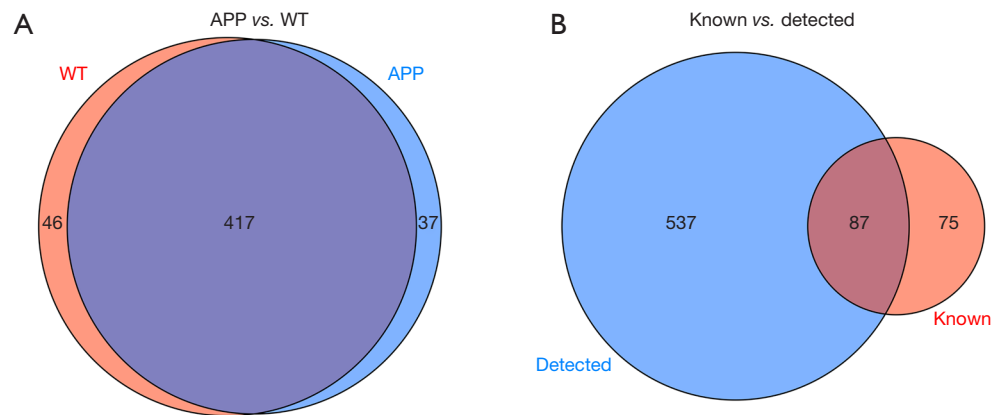 A
APP vs. WT
WT
APP
46
417
37
B
Known vs. detected
537
87
75
Known
Detected